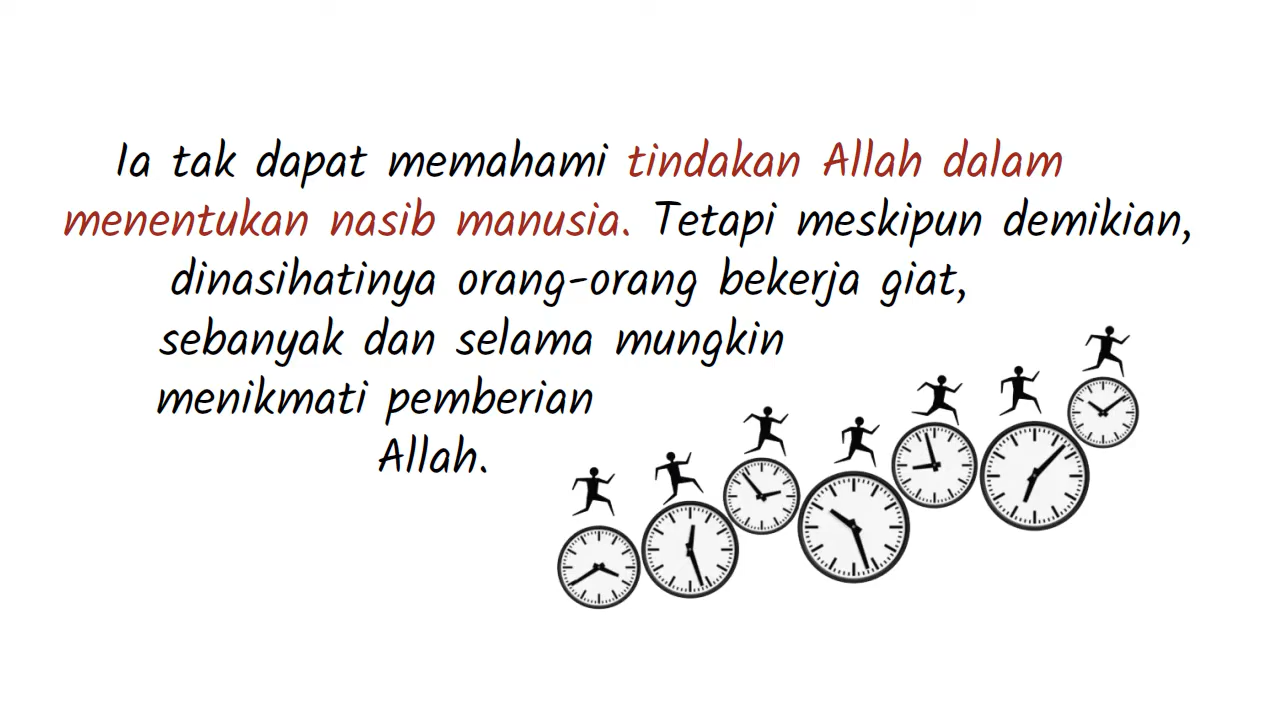 Ia tak dapat memahami tindakan Allah dalam
menentukan nasib manusia. Tetapi meskipun demikian,
dinasihatinya orang-orang bekerja giat,
sebanyak dan selama mungkin
menikmati pemberian
Allah.